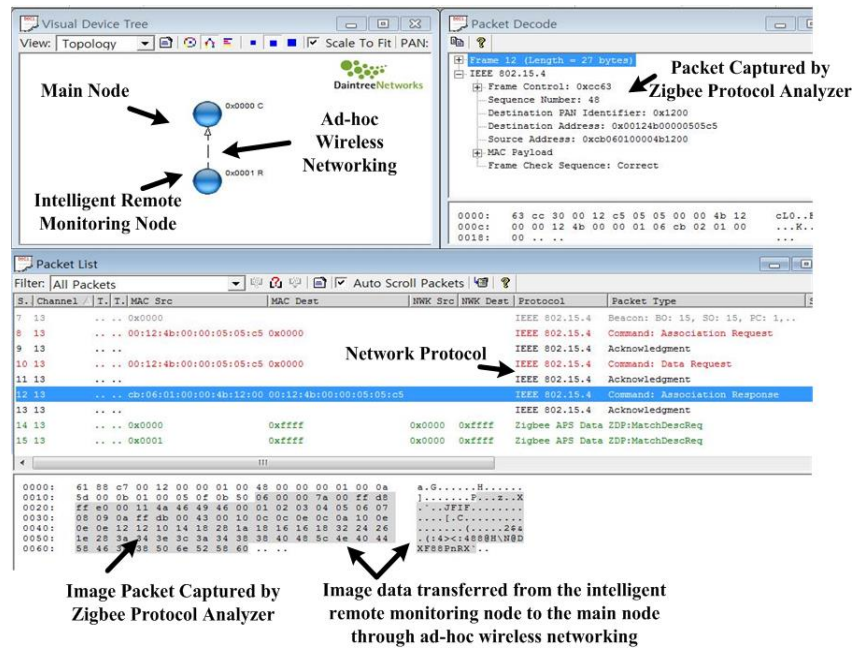 Visual Device Tree
View: Topology Scale To Fit PAN:
DaintreeNetworks
Main Node
0x0000 C
Ad-hoc
Wireless
Networking
0x0001 R
Intelligent Remote
Monitoring Node
Packet Decode
Frame 12 (Length = 27 bytes)
IEEE 802.15.4
Frame Control: 0xcc63
Sequence Number: 48
Destination PAN Identifier: 0x1200
Destination Address: 0x00124b00000505c5
Source Address: 0xcb060100004b1200
MAC Payload
Frame Check Sequence: Correct
Packet Captured by
Zigbee Protocol Analyzer
0000: 63 cc 30 00 12 c5 05 05 00 00 4b 12
000c: 00 00 12 4b 00 00 01 06 cb 02 01 00 ...K..
0018: 00 .. .. ...
Packet List
Filter: All Packets Auto Scroll Packets
S. Channel T. T. MAC Src MAC Dest NWK Src NWK Dest Protocol Packet Type
7 13 .. .. 0x0000 IEEE 802.15.4 Beacon: BO: 15, SO: 15, PC: 1,..
8 13 .. .. 00:12:4b:00:00:05:05:c5 0x0000 IEEE 802.15.4 Command: Association Request
9 13 .. .. IEEE 802.15.4 Acknowledgment
10 13 .. .. 00:12:4b:00:00:05:05:c5 0x0000 IEEE 802.15.4 Command: Data Request
11 13 .. .. IEEE 802.15.4 Acknowledgment
12 13 .. .. cb:06:01:00:00:4b:12:00 00:12:4b:00:00:05:05:c5 IEEE 802.15.4 Command: Association Response
13 13 .. .. IEEE 802.15.4 Acknowledgment
14 13 .. .. 0x0000 0xffff 0x0000 0xffff Zigbee APS Data ZDP:MatchDescReq
15 13 .. .. 0x0001 0xffff 0x0001 0xffff Zigbee APS Data ZDP:MatchDescReq
Network Protocol
0000: 61 88 c7 00 12 00 00 01 00 48 00 00 00 01 00 0a a.G......H......
0010: 5d 00 0b 01 00 05 0f 0b 50 06 00 00 7a 00 ff d8 ].......P...z..X
0020: ff e0 00 11 4a 46 49 46 00 01 02 03 04 05 06 07
0030: 08 09 0a ff db 00 43 00 10 0c 0c 0e 0c 0a 10 0e
0040: 0e 0e 12 12 10 14 18 28 1a 18 16 16 18 32 24 26
0050: 1e 28 3a 34 3e 3c 3a 34 38 38 40 48 5c 4e 40 44 .(:4><:488@H\N@D
0060: 58 46 38 50 6e 52 58 60 .. .. XF88PnRX`..
Image Packet Captured by
Zigbee Protocol Analyzer
Image data transferred from the intelligent
remote monitoring node to the main node
through ad-hoc wireless networking